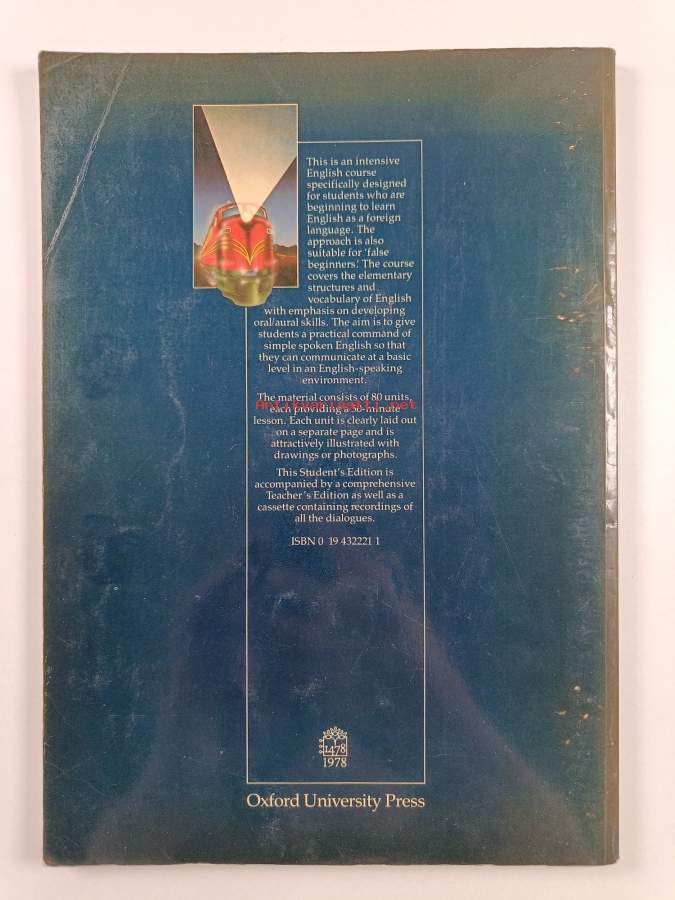 This is an intensive
English course
specifically designed
for students who are
beginning to learn
English as a foreign
language. The
approach is also
suitable for 'false
beginners'. The course
covers the elementary
structures and
vocabulary of English
with emphasis on developing
oral/aural skills. The aim is to give
students a practical command of
simple spoken English so that
they can communicate at a basic
level in an English-speaking
environment.
The material consists of 80 units,
Antikvariaatti.net
each providing a 50-minute
lesson. Each unit is clearly laid out
on a separate page and is
attractively illustrated with
drawings or photographs.
This Student's Edition is
accompanied by a comprehensive
Teacher's Edition as well as a
cassette containing recordings of
all the dialogues.
ISBN 0 19 432221 1
1478
1978
Oxford University Press